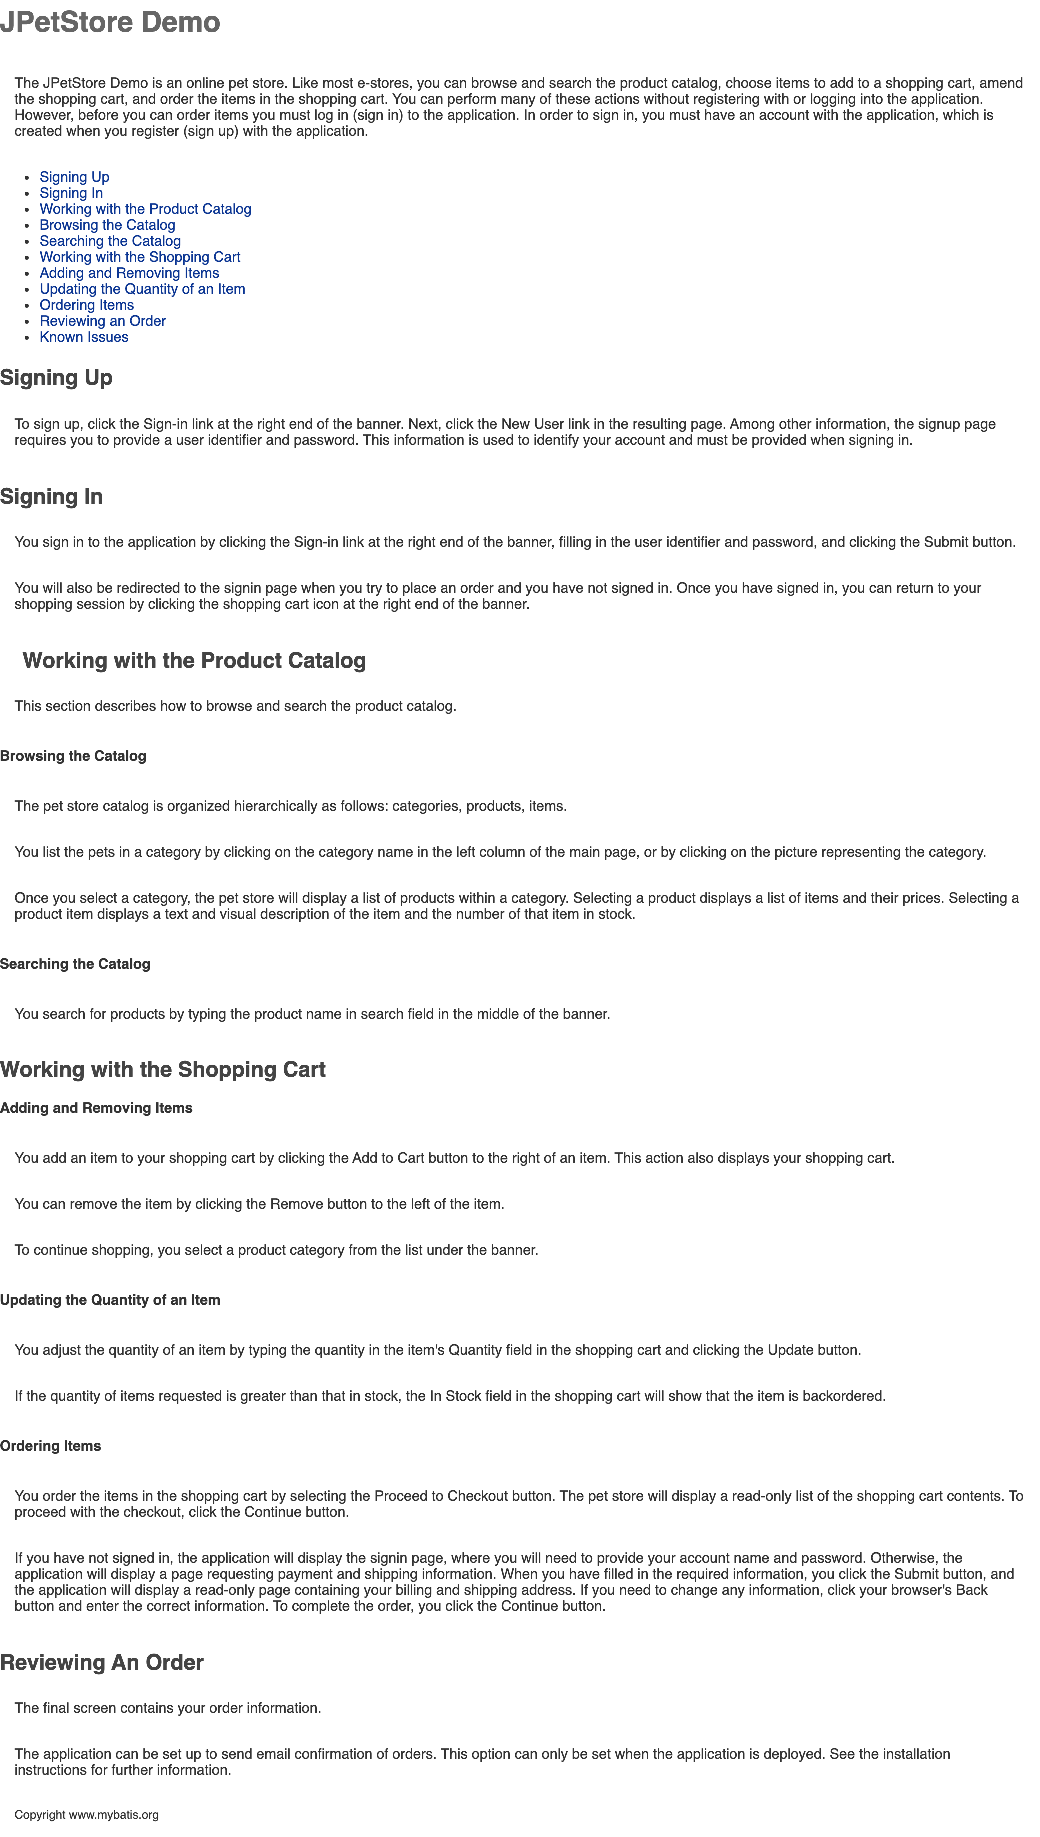 JPetStore Demo
The JPetStore Demo is an online pet store. Like most e-stores, you can browse and search the product catalog, choose items to add to a shopping cart, amend
the shopping cart, and order the items in the shopping cart. You can perform many of these actions without registering with or logging into the application.
However, before you can order items you must log in (sign in) to the application. In order to sign in, you must have an account with the application, which is
created when you register (sign up) with the application.
• Signing Up
• Signing In
• Working with the Product Catalog
• Browsing the Catalog
• Searching the Catalog
• Working with the Shopping Cart
• Adding and Removing Items
• Updating the Quantity of an Item
• Ordering Items
• Reviewing an Order
• Known Issues
Signing Up
To sign up, click the Sign-in link at the right end of the banner. Next, click the New User link in the resulting page. Among other information, the signup page
requires you to provide a user identifier and password. This information is used to identify your account and must be provided when signing in.
Signing In
You sign in to the application by clicking the Sign-in link at the right end of the banner, filling in the user identifier and password, and clicking the Submit button.
You will also be redirected to the signin page when you try to place an order and you have not signed in. Once you have signed in, you can return to your
shopping session by clicking the shopping cart icon at the right end of the banner.
Working with the Product Catalog
This section describes how to browse and search the product catalog.
Browsing the Catalog
The pet store catalog is organized hierarchically as follows: categories, products, items.
You list the pets in a category by clicking on the category name in the left column of the main page, or by clicking on the picture representing the category.
Once you select a category, the pet store will display a list of products within a category. Selecting a product displays a list of items and their prices. Selecting a
product item displays a text and visual description of the item and the number of that item in stock.
Searching the Catalog
You search for products by typing the product name in search field in the middle of the banner.
Working with the Shopping Cart
Adding and Removing Items
You add an item to your shopping cart by clicking the Add to Cart button to the right of an item. This action also displays your shopping cart.
You can remove the item by clicking the Remove button to the left of the item.
To continue shopping, you select a product category from the list under the banner.
Updating the Quantity of an Item
You adjust the quantity of an item by typing the quantity in the item's Quantity field in the shopping cart and clicking the Update button.
If the quantity of items requested is greater than that in stock, the In Stock field in the shopping cart will show that the item is backordered.
Ordering Items
You order the items in the shopping cart by selecting the Proceed to Checkout button. The pet store will display a read-only list of the shopping cart contents. To
proceed with the checkout, click the Continue button.
If you have not signed in, the application will display the signin page, where you will need to provide your account name and password. Otherwise, the
application will display a page requesting payment and shipping information. When you have filled in the required information, you click the Submit button, and
the application will display a read-only page containing your billing and shipping address. If you need to change any information, click your browser's Back
button and enter the correct information. To complete the order, you click the Continue button.
Reviewing An Order
The final screen contains your order information.
The application can be set up to send email confirmation of orders. This option can only be set when the application is deployed. See the installation
instructions for further information.
Copyright www.mybatis.org